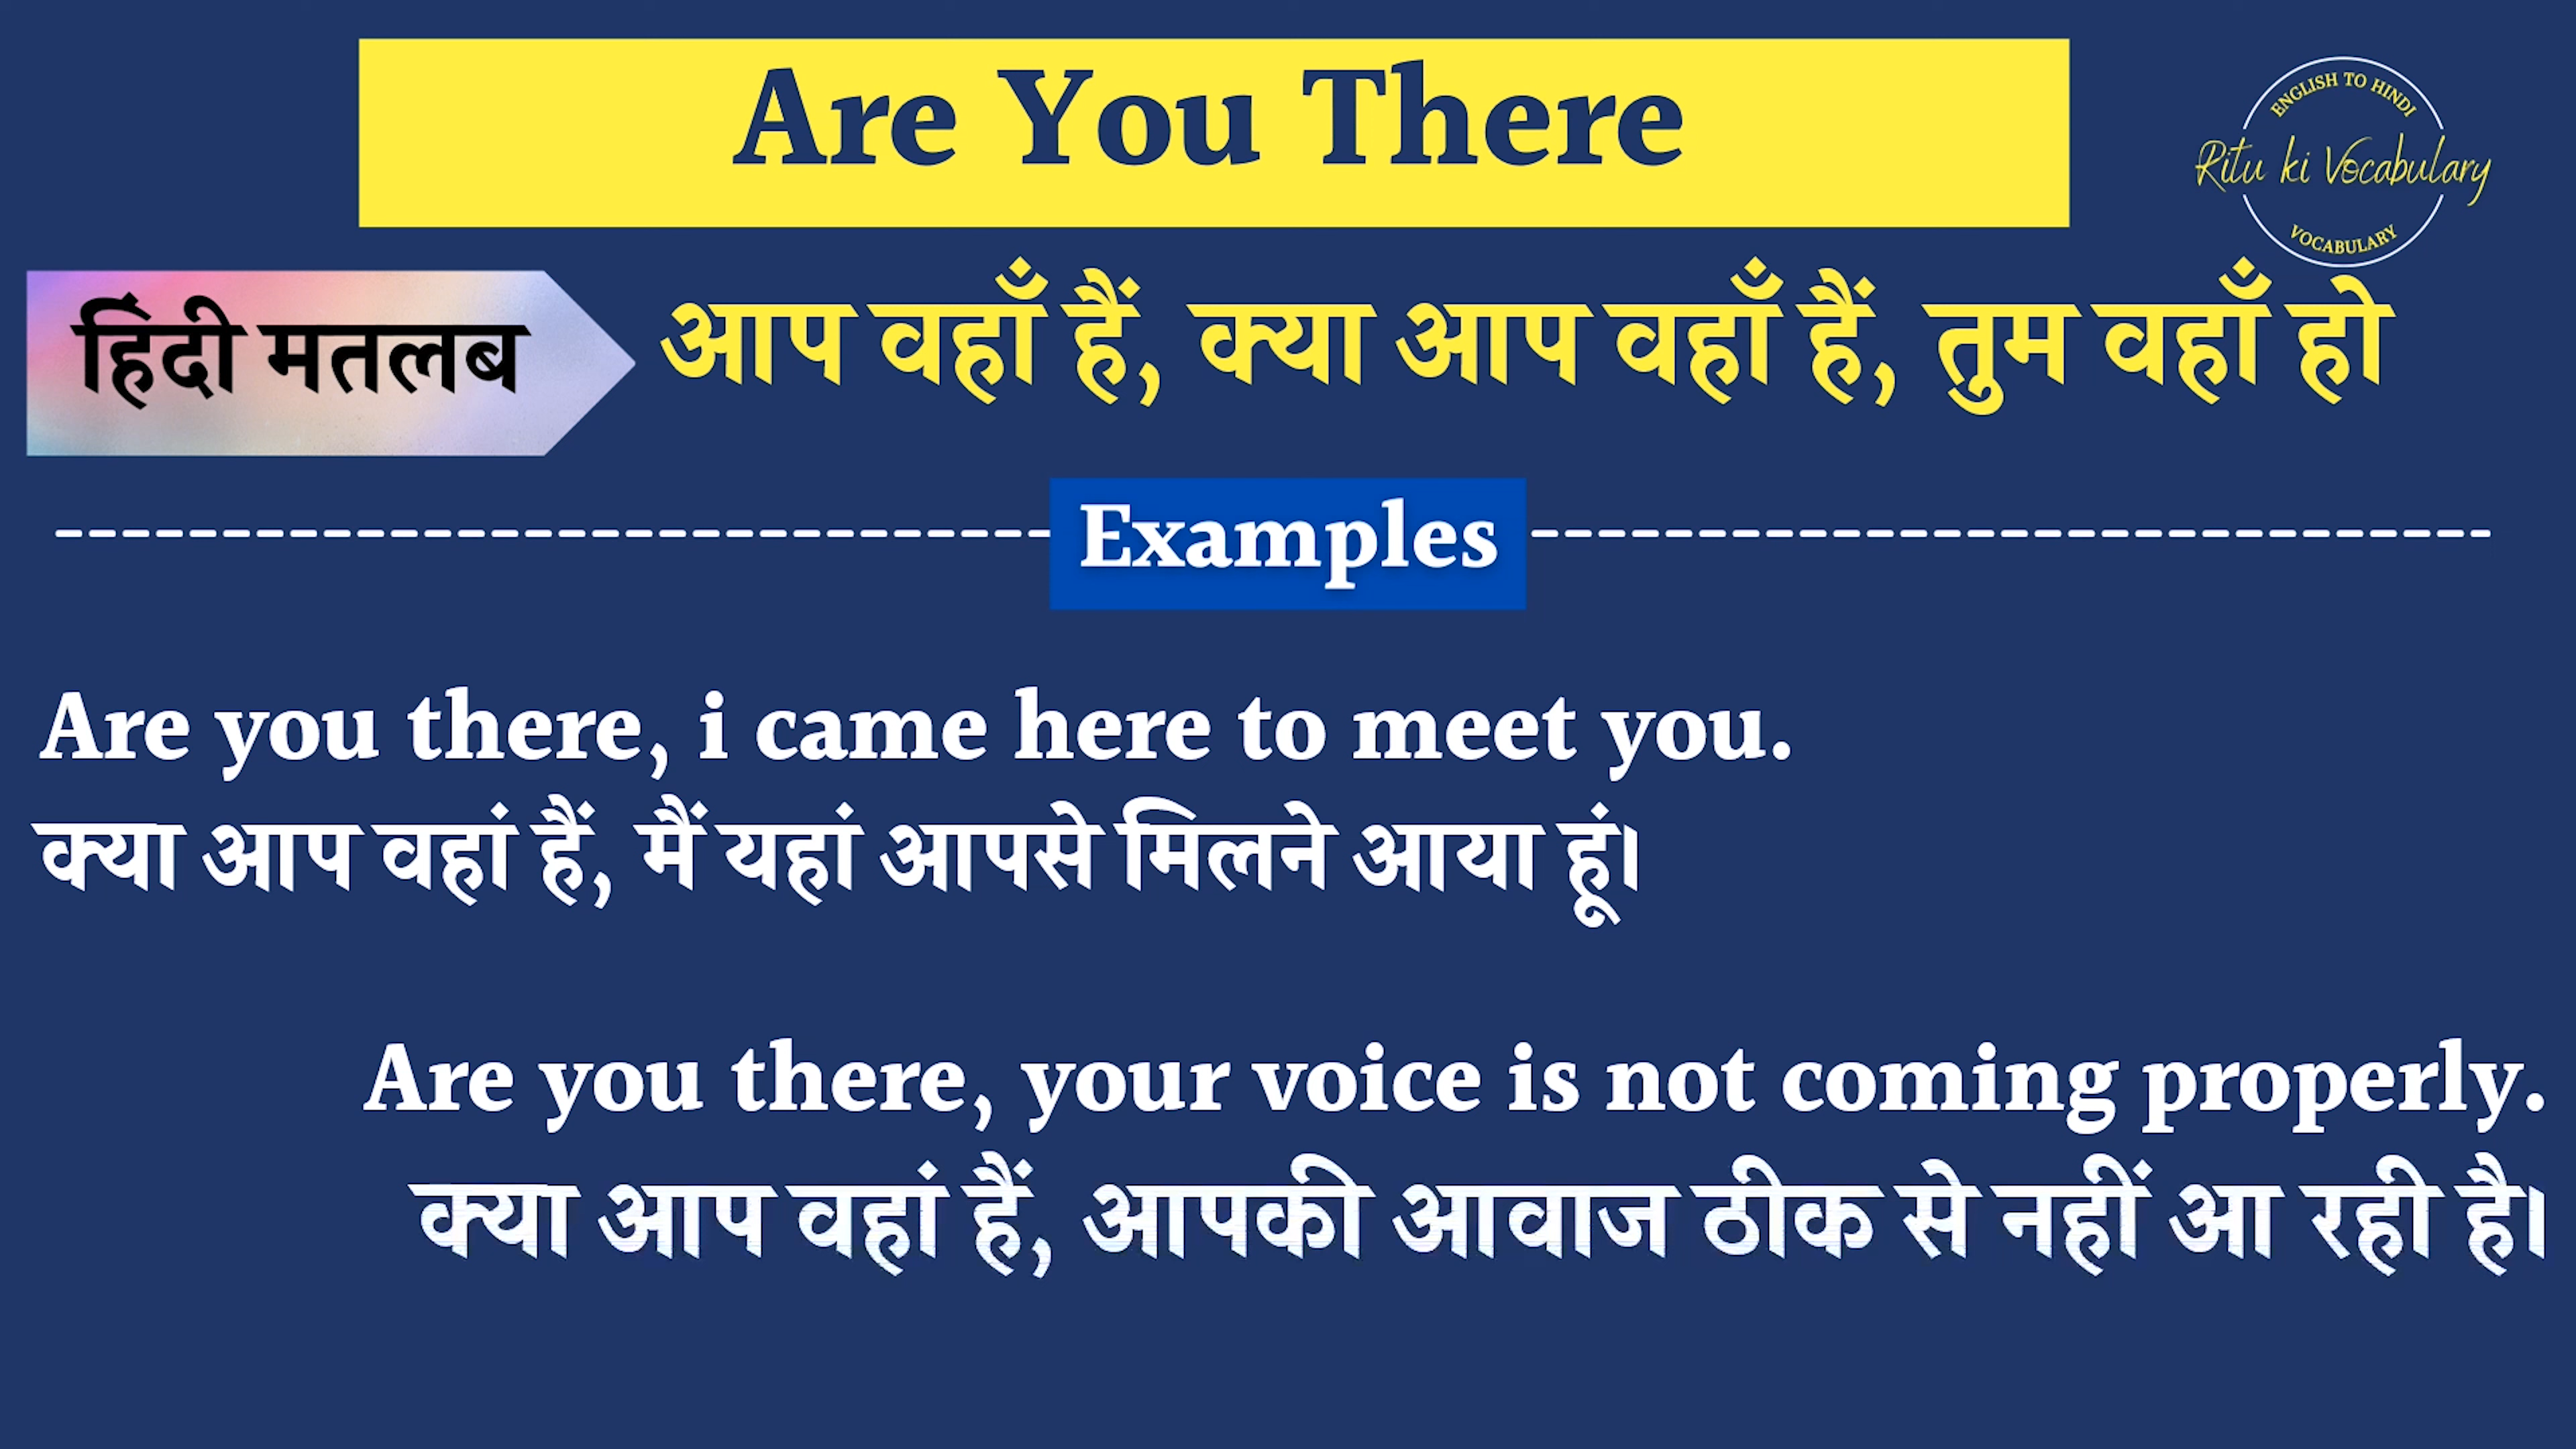 Are You There
ENGLISH TO HINDI
Ritu ki Vocabulary
VOCABULARY
हिंदी मतलब
आप वहाँ हैं, क्या आप वहाँ हैं, तुम वहाँ हो
Examples
Are you there, i came here to meet you.
क्या आप वहां हैं, मैं यहां आपसे मिलने आया हूं।
Are you there, your voice is not coming properly.
क्या आप वहां हैं, आपकी आवाज ठीक से नहीं आ रही है।